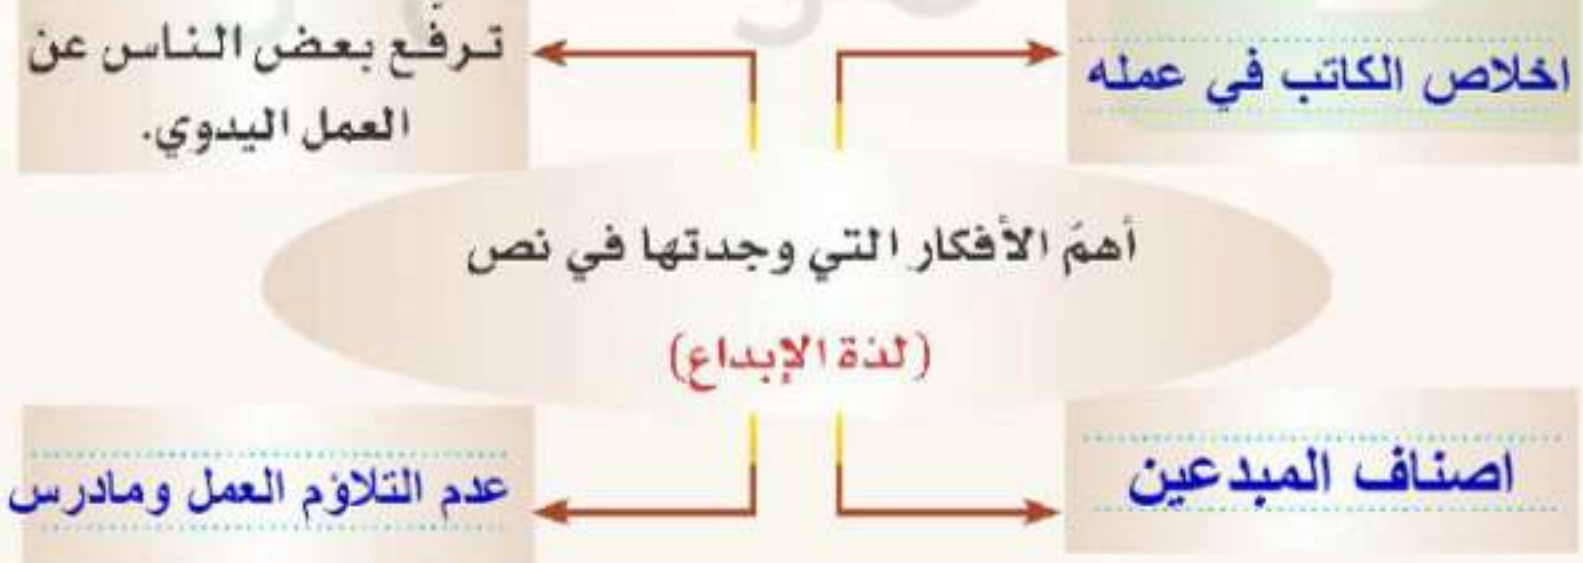 اخلاص الكاتب في عمله
ترفّع بعض الناس عن
العمل اليدوي.
أهمّ الأفكار التي وجدتها في نص
(لذة الإبداع)
اصناف المبدعين
عدم التلاؤم العمل ومادرس